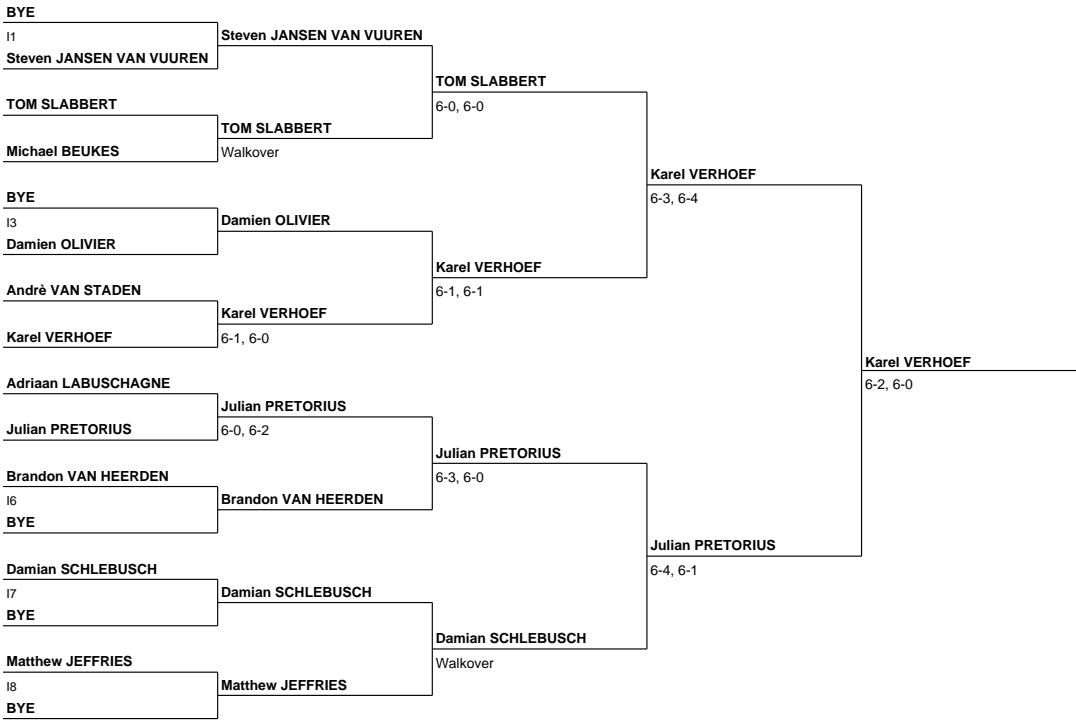 BYE
I1
Steven JANSEN VAN VUUREN
Steven JANSEN VAN VUUREN
TOM SLABBERT
6-0, 6-0
TOM SLABBERT
Michael BEUKES
TOM SLABBERT
Walkover
Karel VERHOEF
6-3, 6-4
BYE
I3
Damien OLIVIER
Damien OLIVIER
Karel VERHOEF
6-1, 6-1
Andrè VAN STADEN
Karel VERHOEF
Karel VERHOEF
6-1, 6-0
Karel VERHOEF
6-2, 6-0
Adriaan LABUSCHAGNE
Julian PRETORIUS
Julian PRETORIUS
6-0, 6-2
Julian PRETORIUS
6-3, 6-0
Brandon VAN HEERDEN
I6
BYE
Brandon VAN HEERDEN
Julian PRETORIUS
6-4, 6-1
Damian SCHLEBUSCH
I7
BYE
Damian SCHLEBUSCH
Damian SCHLEBUSCH
Walkover
Matthew JEFFRIES
I8
BYE
Matthew JEFFRIES